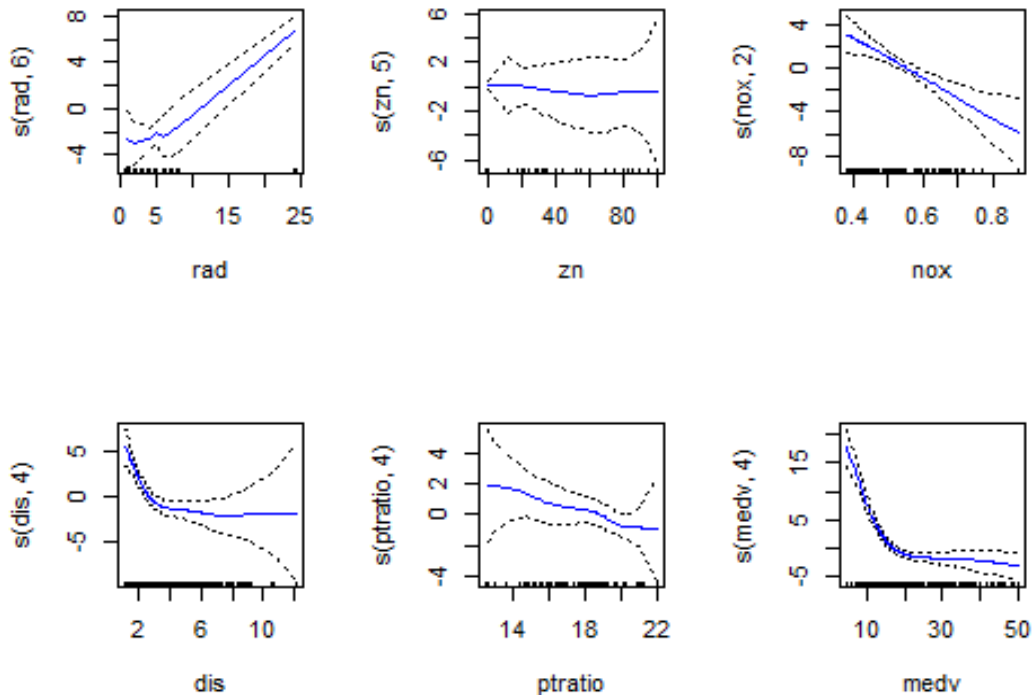 s(rad, 6)
8
4
0
-4
0 5 15 25
rad
s(zn, 5)
6
2
-2
-6
0 40 80
zn
s(nox, 2)
4
0
-4
-8
0.4 0.6 0.8
nox
s(dis, 4)
5
0
-5
2 6 10
dis
s(ptratio, 4)
4
2
0
-4
14 18 22
ptratio
s(medv, 4)
15
5
-5
10 30 50
medv